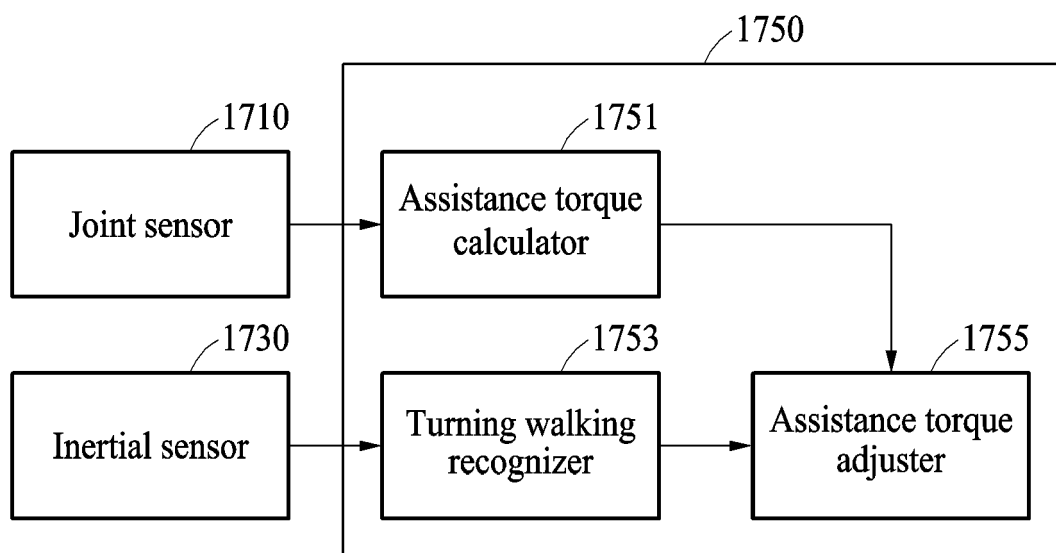 1750
1710
Joint sensor
1751
Assistance torque
calculator
1730
Inertial sensor
1753
Turning walking
recognizer
1755
Assistance torque
adjuster